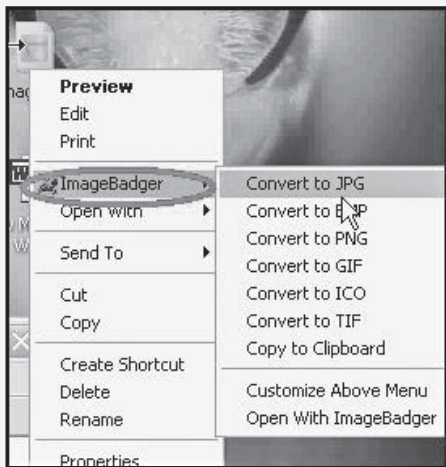 Preview
Edit
Print
ImageBadger
Open With
Send To
Cut
Copy
Create Shortcut
Delete
Rename
Properties
Convert to JPG
Convert to BMP
Convert to PNG
Convert to GIF
Convert to ICO
Convert to TIF
Copy to Clipboard
Customize Above Menu
Open With ImageBadger